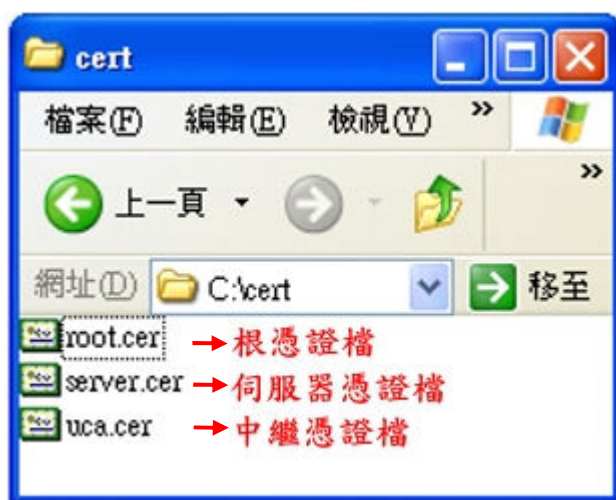 cert
檔案(F) 編輯(E) 檢視(V) »
上一頁 »
網址(D) C:\cert 移至
root.cer →根憑證檔
server.cer →伺服器憑證檔
uca.cer →中繼憑證檔